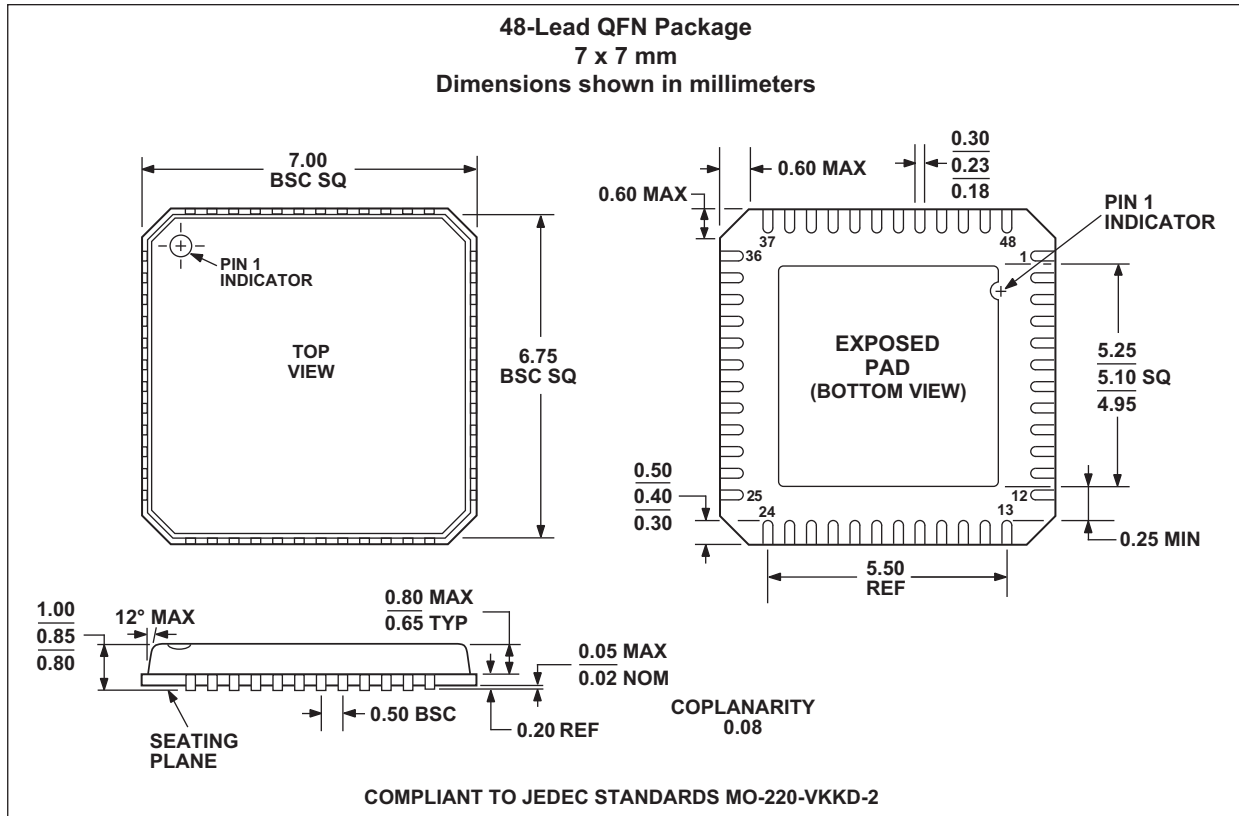 48-Lead QFN Package
7 x 7 mm
Dimensions shown in millimeters
7.00
BSC SQ
PIN 1
INDICATOR
TOP
VIEW
6.75
BSC SQ
0.60 MAX
0.60 MAX
0.30
0.23
0.18
PIN 1
INDICATOR
37
48
36
1
EXPOSED
PAD
(BOTTOM VIEW)
5.25
5.10 SQ
4.95
0.50
0.40
0.30
25
24
12
13
0.25 MIN
5.50
REF
1.00
0.85
0.80
12° MAX
0.80 MAX
0.65 TYP
0.05 MAX
0.02 NOM
0.50 BSC
0.20 REF
SEATING
PLANE
COPLANARITY
0.08
COMPLIANT TO JEDEC STANDARDS MO-220-VKKD-2